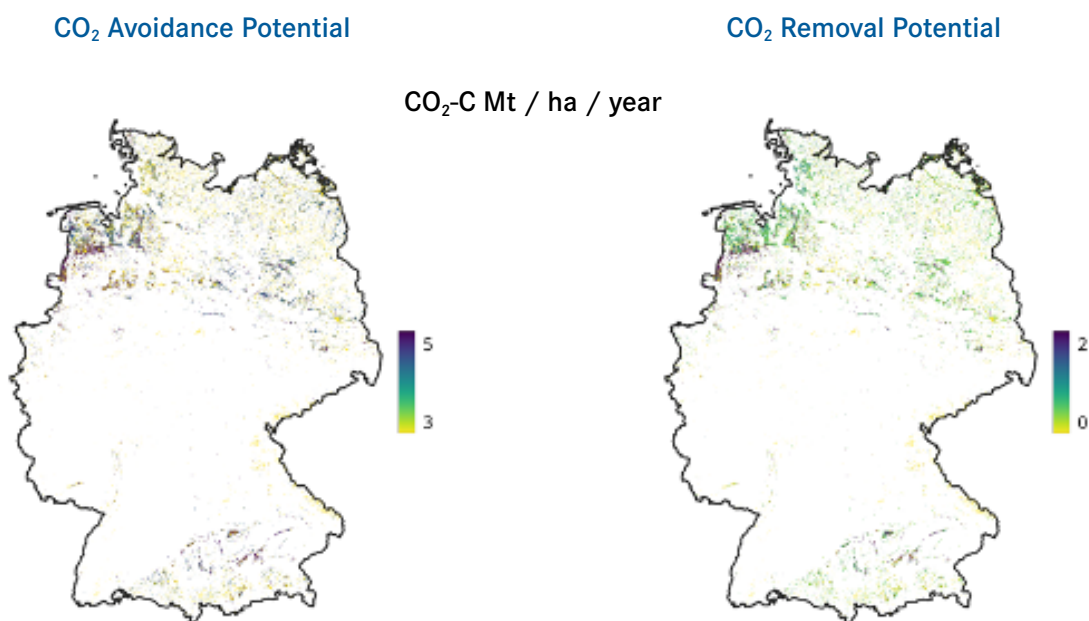 CO₂ Avoidance Potential
CO₂ Removal Potential
CO₂-C Mt / ha / year
5
3
2
0